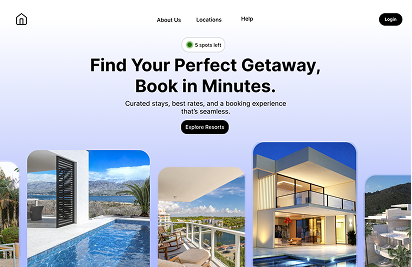 About Us
Locations
Help
Login
5 spots left
Find Your Perfect Getaway,
Book in Minutes.
Curated stays, best rates, and a booking experience
that's seamless.
Explore Resorts